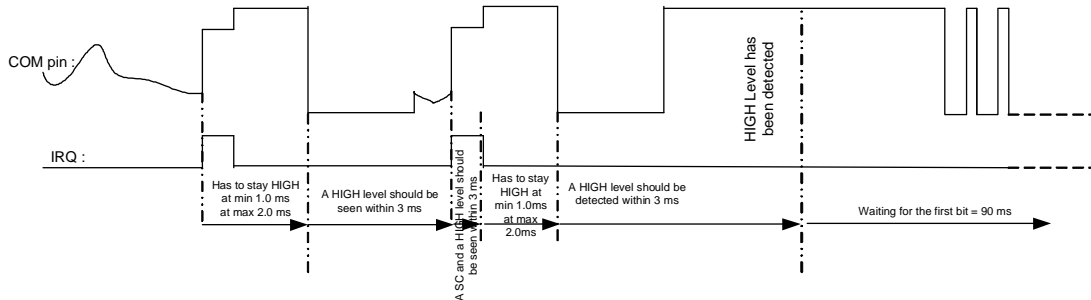 COM pin :
IRQ :
Has to stay HIGH
at min 1.0 ms
at max 2.0 ms
A HIGH level should be
seen within 3 ms
A SC and a HIGH level should
be seen within 3 ms
Has to stay
HIGH at
min 1.0ms
at max
2.0ms
A HIGH level should be
detected within 3 ms
HIGH Level has
been detected
Waiting for the first bit = 90 ms